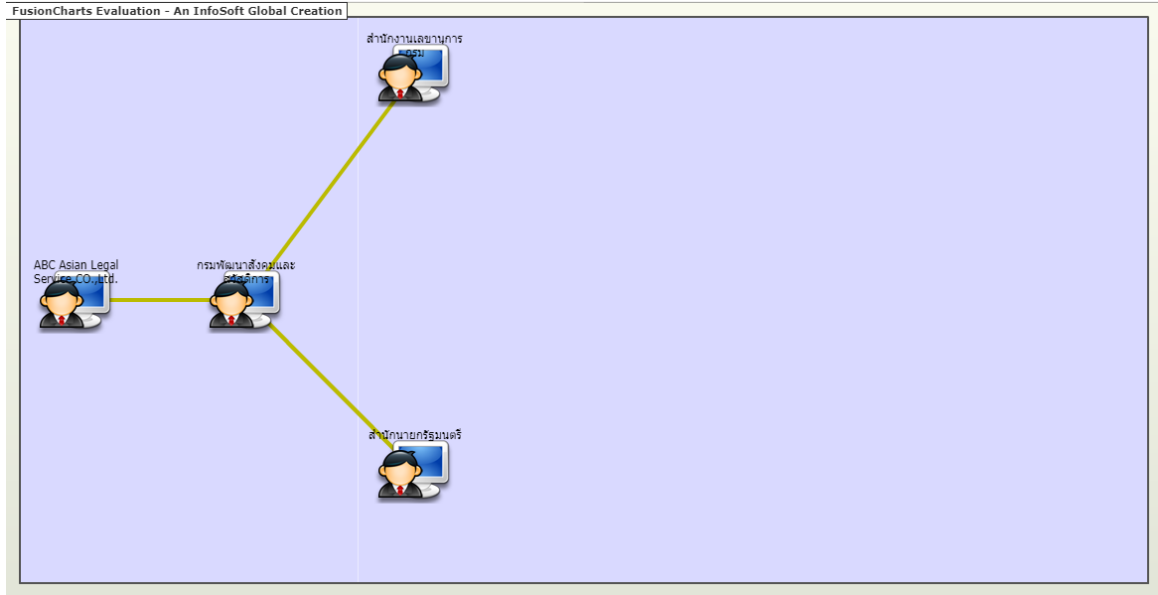 FusionCharts Evaluation - An InfoSoft Global Creation
สำนักงานเลขานุการ
กรม
ABC Asian Legal
Service CO.,Ltd.
กรมพัฒนาสังคมและ
สวัสดิการ
สำนักนายกรัฐมนตรี